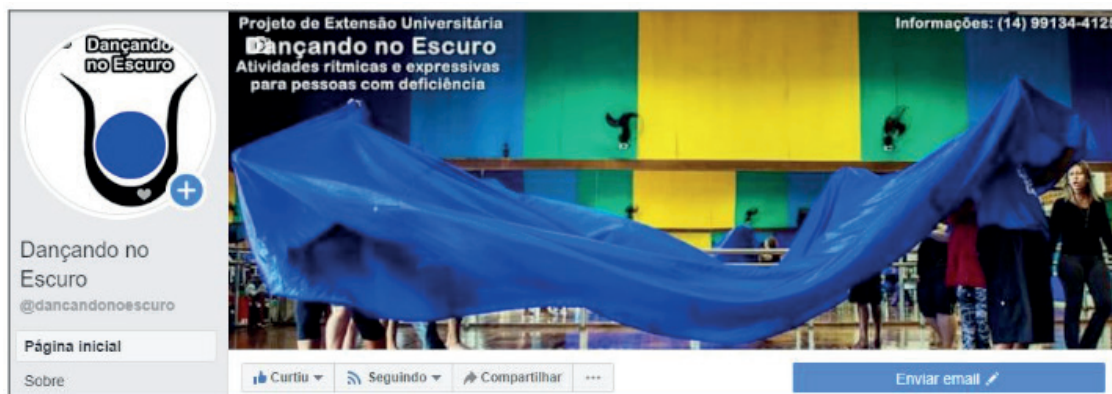 Dançando
no Escuro
Dançando no
Escuro
@dancandonoescuro
Página inicial
Sobre
Projeto de Extensão Universitária
Dançando no Escuro
Atividades rítmicas e expressivas
para pessoas com deficiência
Informações: (14) 99134-4125
Curtiu
Seguindo
Compartilhar
Enviar email